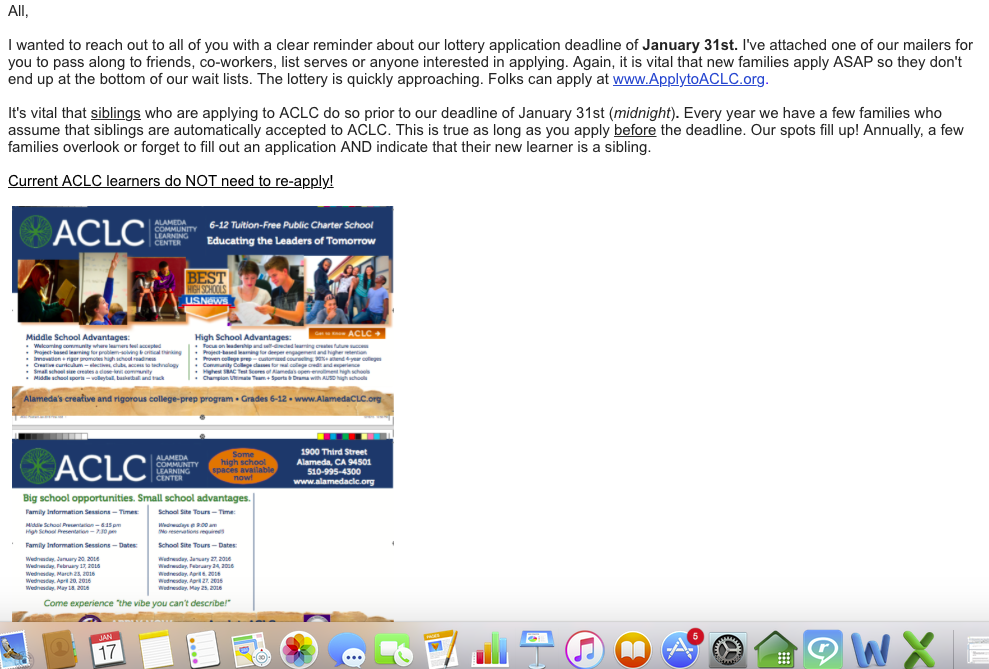 All,
I wanted to reach out to all of you with a clear reminder about our lottery application deadline of January 31st. I've attached one of our mailers for
you to pass along to friends, co-workers, list serves or anyone interested in applying. Again, it is vital that new families apply ASAP so they don't
end up at the bottom of our wait lists. The lottery is quickly approaching. Folks can apply at www.ApplytoACLC.org.
It's vital that siblings who are applying to ACLC do so prior to our deadline of January 31st (midnight). Every year we have a few families who
assume that siblings are automatically accepted to ACLC. This is true as long as you apply before the deadline. Our spots fill up! Annually, a few
families overlook or forget to fill out an application AND indicate that their new learner is a sibling.
Current ACLC learners do NOT need to re-apply!
ACLC
ALAMEDA
COMMUNITY
LEARNING
CENTER
6-12 Tuition-Free Public Charter School
Educating the Leaders of Tomorrow
BEST
HIGH SCHOOLS
U.S.News
Get to Know ACLC
Middle School Advantages:
• Welcoming community where learners feel accepted
• Project-based learning for problem-solving & critical thinking
• Innovation + rigor promotes high school readiness
• Creative curriculum — electives, clubs, access to technology
• Small school size creates a close-knit community
• Middle school sports — volleyball, basketball and track
High School Advantages:
• Focus on leadership and self-directed learning creates future success
• Project-based learning for deeper engagement and higher retention
• Proven college prep — customized counseling; 90%+ attend 4-year colleges
• Community College classes for real college credit and experience
• Highest SBAC Test Scores of Alameda's open-enrollment high schools
• Champion Ultimate Team + Sports & Drama with AUSD high schools
Alameda's creative and rigorous college-prep program • Grades 6-12 • www.AlamedaCLC.org
ACLC
ALAMEDA
COMMUNITY
LEARNING
CENTER
Some
high school
spaces available
now!
1900 Third Street
Alameda, CA 94501
510-995-4300
www.alamedaclc.org
Big school opportunities. Small school advantages.
Family Information Sessions — Times:
Middle School Presentation — 6:15 pm
High School Presentation — 7:30 pm
Family Information Sessions — Dates:
Wednesday, January 20, 2016
Wednesday, February 17, 2016
Wednesday, March 23, 2016
Wednesday, April 20, 2016
Wednesday, May 18, 2016
School Site Tours — Time:
Wednesdays @ 9:00 am
(No reservations required!)
School Site Tours — Dates:
Wednesday, January 27, 2016
Wednesday, February 24, 2016
Wednesday, April 6, 2016
Wednesday, April 27, 2016
Wednesday, May 25, 2016
Come experience "the vibe you can't describe!"
JAN
17
PAGES
5